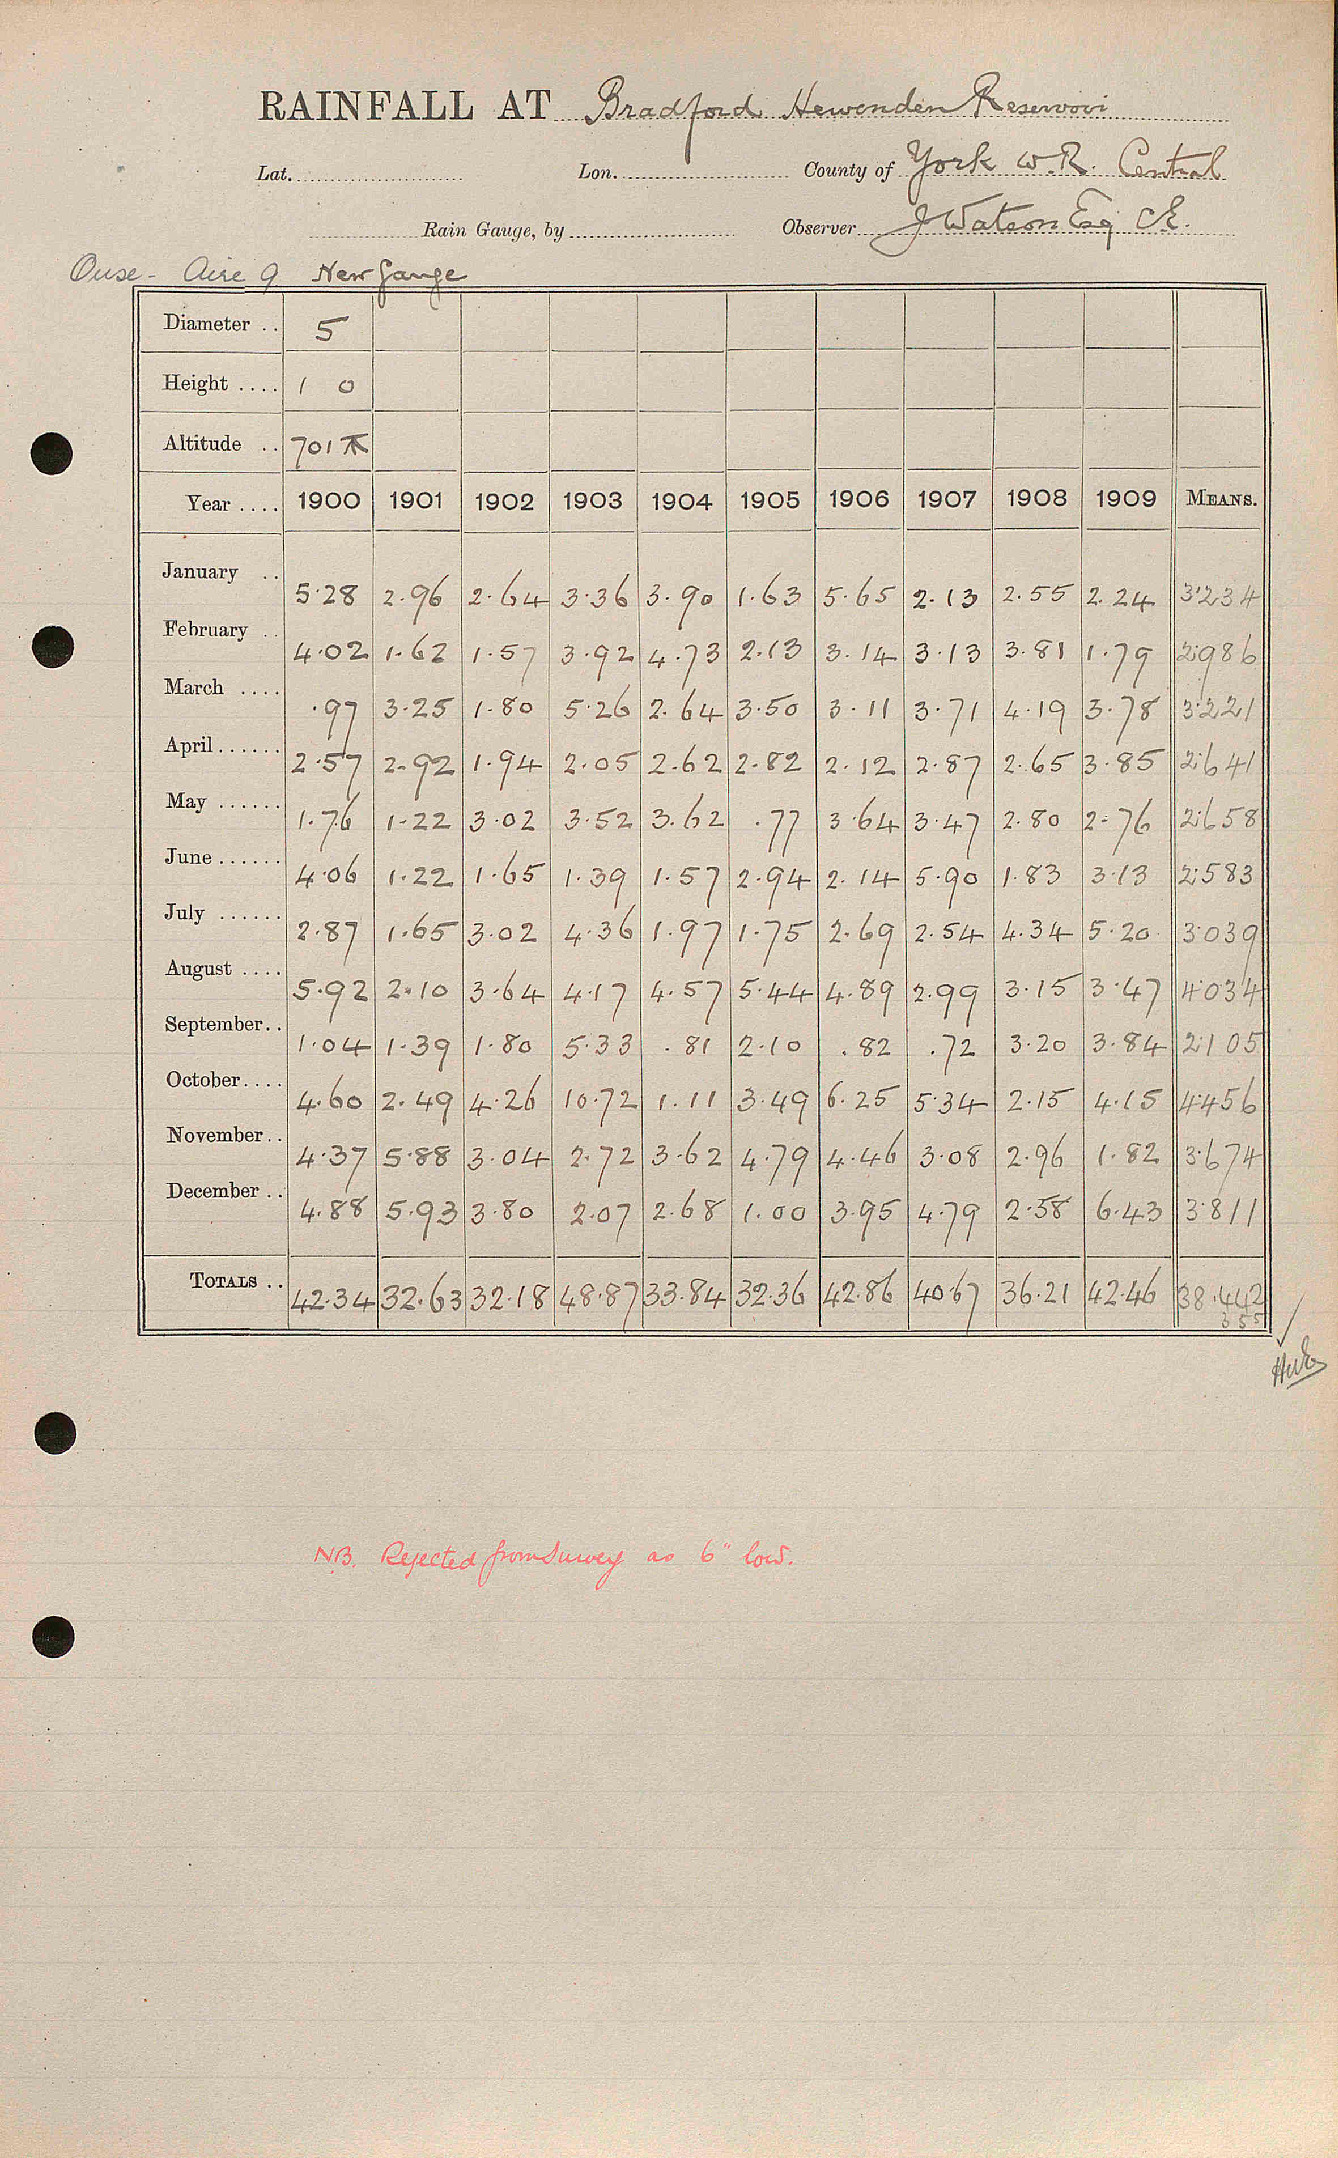 RAINFALL AT Bradford Hewenden Reservoir
Lat. Lon. County of York W.R. Central
Rain Gauge, by Observer J Watson Esq CE.
Ouse - Aire 9 New Gauge
Diameter .. 5
Height .... 1 0
Altitude .. 701
Year .... 1900 1901 1902 1903 1904 1905 1906 1907 1908 1909 MEANS.
January .. 5.28 2.96 2.64 3.36 3.90 1.63 5.65 2.13 2.55 2.24 3.234
February .. 4.02 1.62 1.57 3.92 4.73 2.13 3.14 3.13 3.81 1.79 2.986
March .... .97 3.25 1.80 5.26 2.64 3.50 3.11 3.71 4.19 3.78 3.221
April...... 2.57 2.92 1.94 2.05 2.62 2.82 2.12 2.87 2.65 3.85 2.641
May ...... 1.76 1.22 3.02 3.52 3.62 .77 3.64 3.47 2.80 2.76 2.658
June ...... 4.06 1.22 1.65 1.39 1.57 2.94 2.14 5.90 1.83 3.13 2.583
July ...... 2.87 1.65 3.02 4.36 1.97 1.75 2.69 2.54 4.34 5.20 3.039
August .... 5.92 2.10 3.64 4.17 4.57 5.44 4.89 2.99 3.15 3.47 4.034
September.. 1.04 1.39 1.80 5.33 .81 2.10 .82 .72 3.20 3.84 2.105
October.... 4.60 2.49 4.26 10.72 1.11 3.49 6.25 5.34 2.15 4.15 4.456
November.. 4.37 5.88 3.04 2.72 3.62 4.79 4.46 3.08 2.96 1.82 3.674
December .. 4.88 5.93 3.80 2.07 2.68 1.00 3.95 4.79 2.58 6.43 3.811
TOTALS .. 42.34 32.63 32.18 48.87 33.84 32.36 42.86 40.67 36.21 42.46 38.442
355
NB. Rejected from Survey as 6" low.